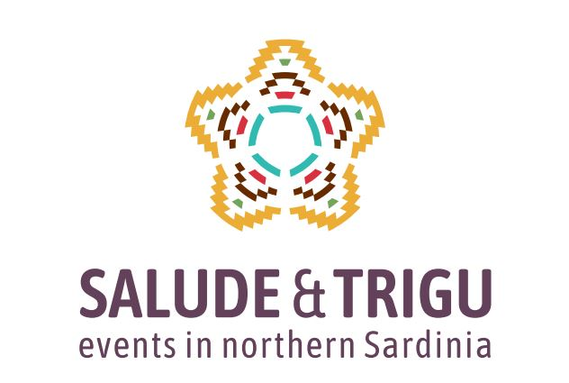 SALUDE & TRIGU
events in northern Sardinia